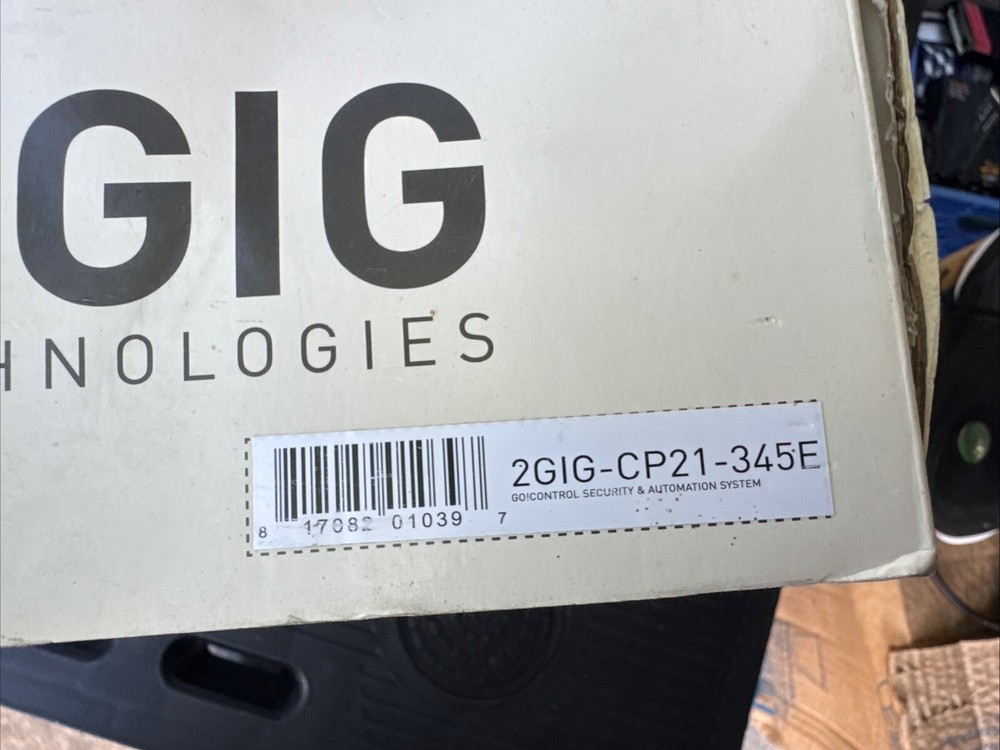 GIG
HNOLOGIES
2GIG-CP21-345E
GO!CONTROL SECURITY & AUTOMATION SYSTEM
8 17082 01039 7